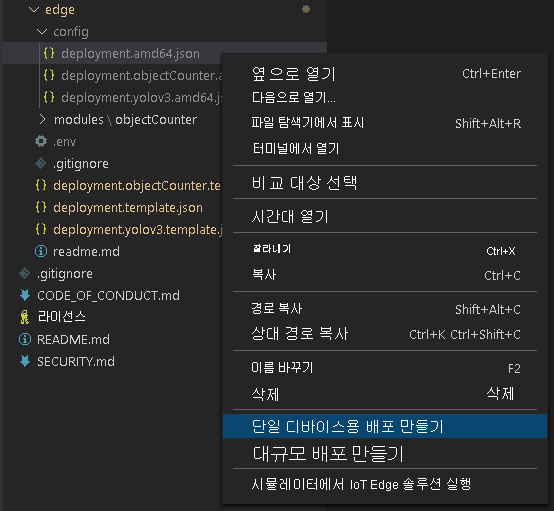 edge
config
{} deployment.amd64.json
{} deployment.objectCounter.a
{} deployment.yolov3.amd64.j
modules \ objectCounter
.env
.gitignore
{} deployment.objectCounter.te
{} deployment.template.json
{} deployment.yolov3.template.j
readme.md
.gitignore
CODE_OF_CONDUCT.md
라이선스
README.md
SECURITY.md
옆으로 열기 Ctrl+Enter
다음으로 열기...
파일 탐색기에서 표시 Shift+Alt+R
터미널에서 열기
비교 대상 선택
시간대 열기
잘라내기 Ctrl+X
복사 Ctrl+C
경로 복사 Shift+Alt+C
상대 경로 복사 Ctrl+K Ctrl+Shift+C
이름 바꾸기 F2
삭제 삭제
단일 디바이스용 배포 만들기
대규모 배포 만들기
시뮬레이터에서 IoT Edge 솔루션 실행